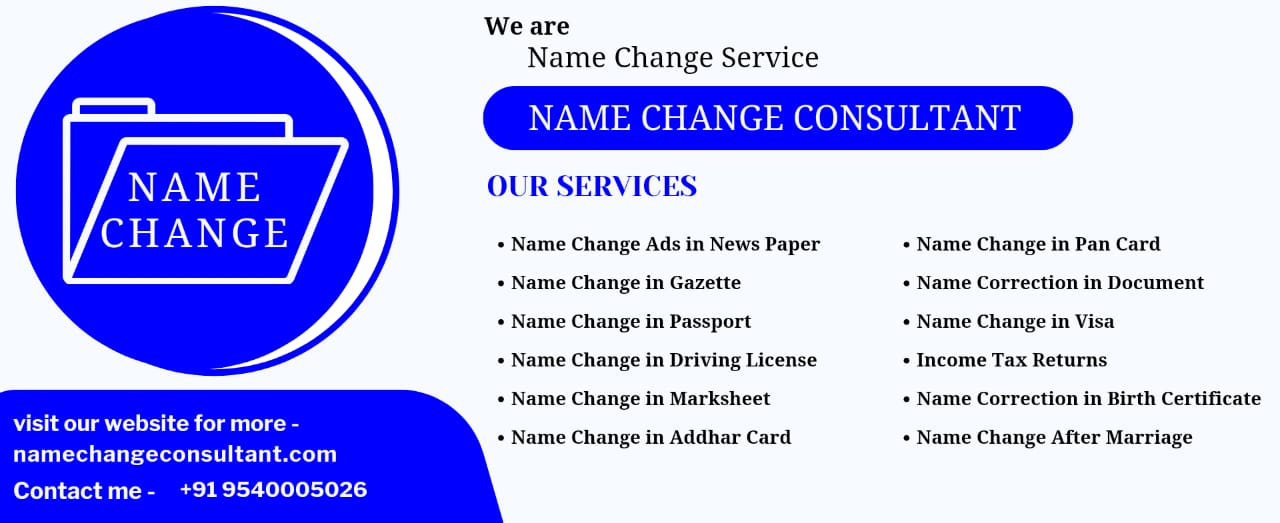 NAME
CHANGE
We are
Name Change Service
NAME CHANGE CONSULTANT
OUR SERVICES
• Name Change Ads in News Paper
• Name Change in Gazette
• Name Change in Passport
• Name Change in Driving License
• Name Change in Marksheet
• Name Change in Addhar Card
• Name Change in Pan Card
• Name Correction in Document
• Name Change in Visa
• Income Tax Returns
• Name Correction in Birth Certificate
• Name Change After Marriage
visit our website for more -
namechangeconsultant.com
Contact me - +91 9540005026